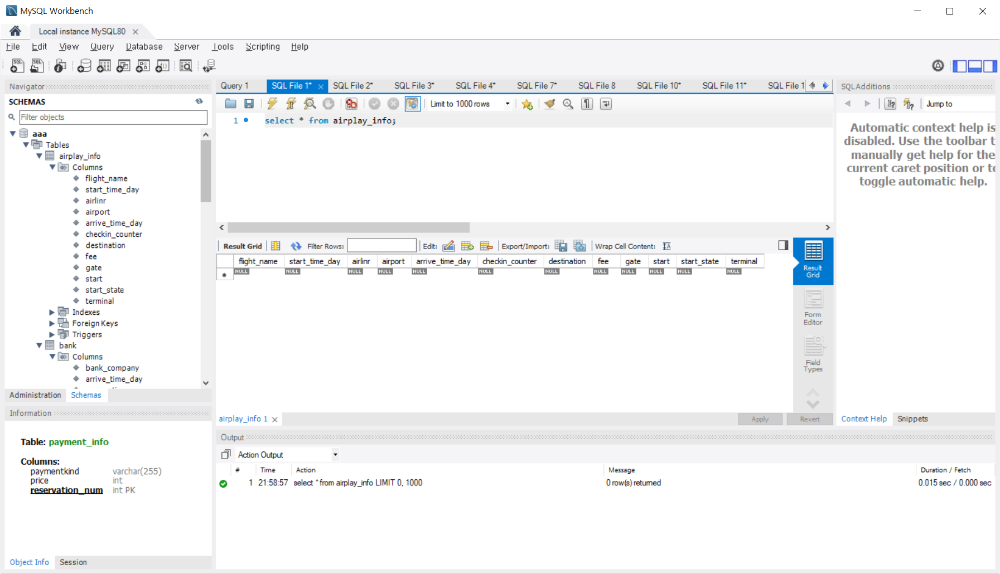 MySQL Workbench
Local instance MySQL80
File Edit View Query Database Server Tools Scripting Help
Navigator
SCHEMAS
Filter objects
aaa
Tables
airplay_info
Columns
flight_name
start_time_day
airlinr
airport
arrive_time_day
checkin_counter
destination
fee
gate
start
start_state
terminal
Indexes
Foreign Keys
Triggers
bank
Columns
bank_company
arrive_time_day
Administration Schemas
Information
Table: payment_info
Columns:
paymentkind varchar(255)
price int
reservation_num int PK
Object Info Session
Query 1 SQL File 1* SQL File 2* SQL File 3* SQL File 4* SQL File 7* SQL File 8 SQL File 10* SQL File 11* SQL File 1
Limit to 1000 rows
1 select * from airplay_info;
Result Grid Filter Rows: Edit: Export/Import: Wrap Cell Content:
flight_name start_time_day airlinr airport arrive_time_day checkin_counter destination fee gate start start_state terminal
NULL NULL NULL NULL NULL NULL NULL NULL NULL NULL NULL NULL
Result
Grid
Form
Editor
Field
Types
airplay_info 1
Apply Revert
Output
Action Output
# Time Action Message Duration / Fetch
1 21:58:57 select * from airplay_info LIMIT 0, 1000 0 row(s) returned 0.015 sec / 0.000 sec
SQLAdditions
Jump to
Automatic context help is
disabled. Use the toolbar t
manually get help for the
current caret position or to
toggle automatic help.
Context Help Snippets